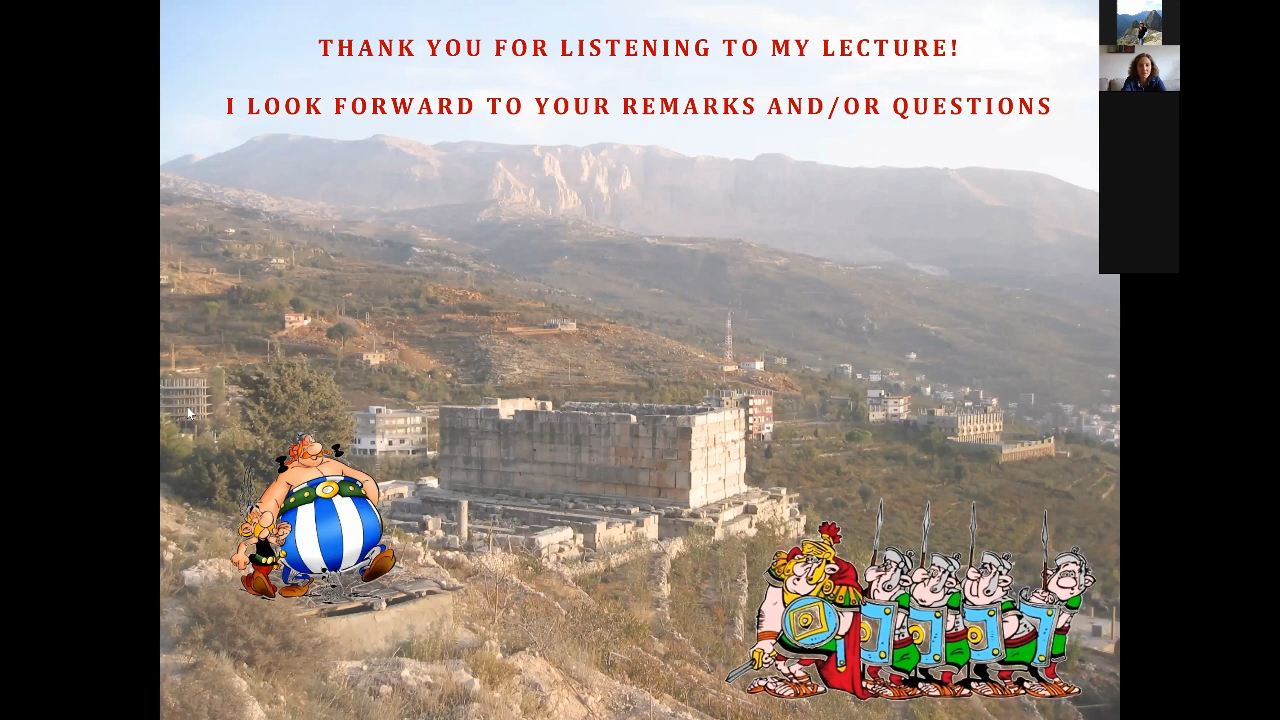 THANK YOU FOR LISTENING TO MY LECTURE!
I LOOK FORWARD TO YOUR REMARKS AND/OR QUESTIONS